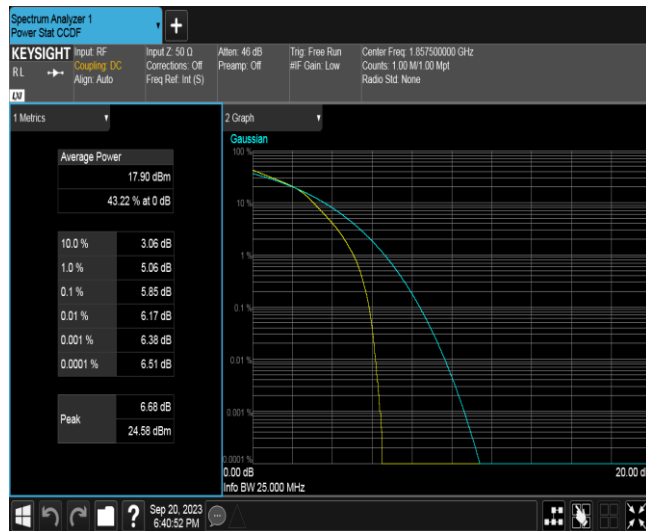 Spectrum Analyzer 1
Power Stat CCDF
+
KEYSIGHT
RL
LXI
Input: RF
Coupling: DC
Align: Auto
Input Z: 50 Ω
Corrections: Off
Freq Ref: Int (S)
Atten: 46 dB
Preamp: Off
Trig: Free Run
#IF Gain: Low
Center Freq: 1.857500000 GHz
Counts: 1.00 M/1.00 Mpt
Radio Std: None
1 Metrics
Average Power
17.90 dBm
43.22 % at 0 dB
10.0 % 3.06 dB
1.0 % 5.06 dB
0.1 % 5.85 dB
0.01 % 6.17 dB
0.001 % 6.38 dB
0.0001 % 6.51 dB
Peak
6.68 dB
24.58 dBm
2 Graph
Gaussian
100 %
10 %
1 %
0.1 %
0.01 %
0.001 %
0.0001 %
0.00 dB 20.00 d
Info BW 25.000 MHz
?
Sep 20, 2023
6:40:52 PM